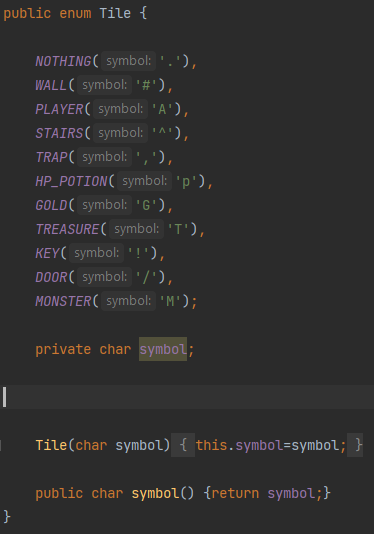 public enum Tile {
NOTHING( symbol: '.'),
WALL( symbol: '#'),
PLAYER( symbol: 'A'),
STAIRS( symbol: '^'),
TRAP( symbol: ','),
HP_POTION( symbol: 'p'),
GOLD( symbol: 'G'),
TREASURE( symbol: 'T'),
KEY( symbol: '!'),
DOOR( symbol: '/'),
MONSTER( symbol: 'M');
private char symbol;
Tile(char symbol) { this.symbol=symbol; }
public char symbol() {return symbol;}
}